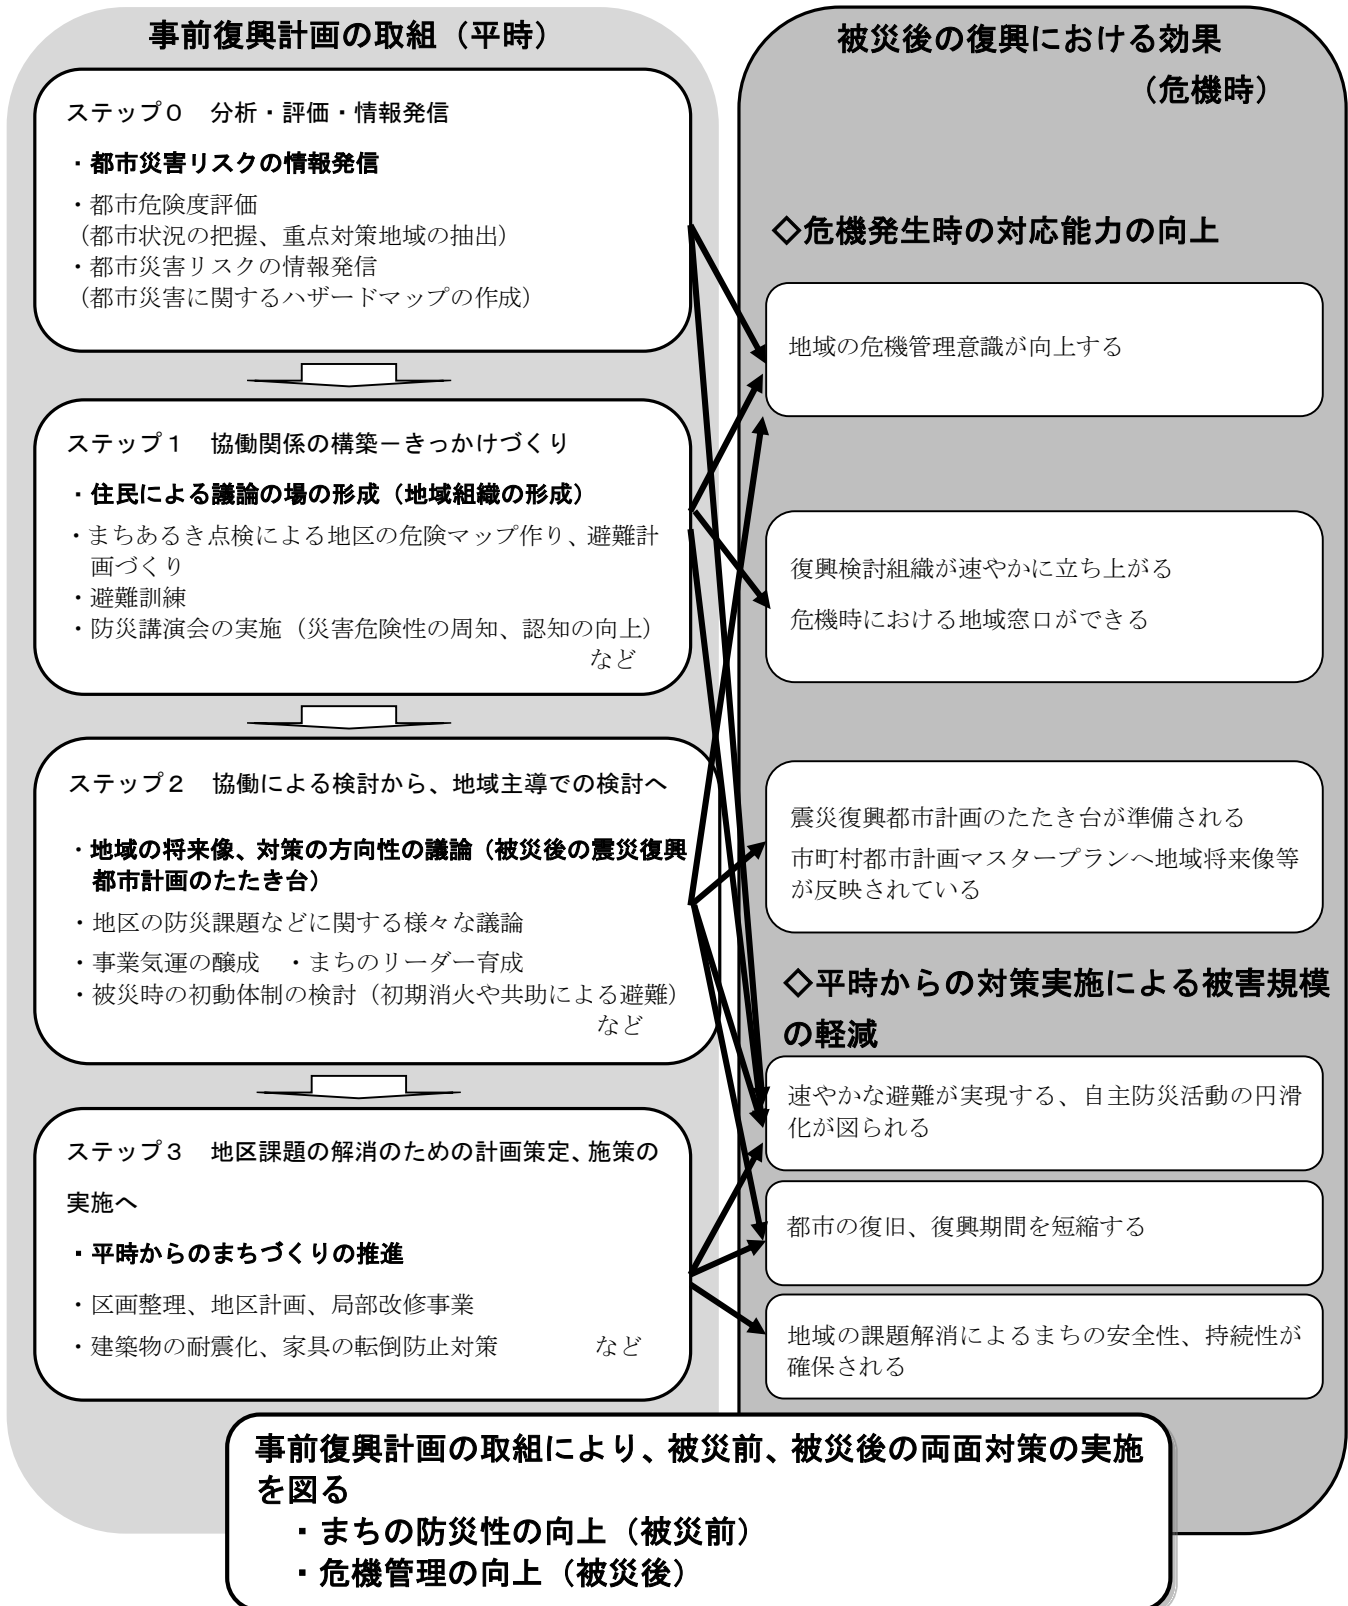 事前復興計画の取組（平時）
ステップ０　分析・評価・情報発信
・都市災害リスクの情報発信
・都市危険度評価
（都市状況の把握、重点対策地域の抽出）
・都市災害リスクの情報発信
（都市災害に関するハザードマップの作成）
ステップ１　協働関係の構築－きっかけづくり
・住民による議論の場の形成（地域組織の形成）
・まちあるき点検による地区の危険マップ作り、避難計
画づくり
・避難訓練
・防災講演会の実施（災害危険性の周知、認知の向上）
など
ステップ２　協働による検討から、地域主導での検討へ
・地域の将来像、対策の方向性の議論（被災後の震災復興
都市計画のたたき台）
・地区の防災課題などに関する様々な議論
・事業気運の醸成　・まちのリーダー育成
・被災時の初動体制の検討（初期消火や共助による避難）
など
ステップ３　地区課題の解消のための計画策定、施策の
実施へ
・平時からのまちづくりの推進
・区画整理、地区計画、局部改修事業
・建築物の耐震化、家具の転倒防止対策　　　　など
被災後の復興における効果
（危機時）
◇危機発生時の対応能力の向上
地域の危機管理意識が向上する
復興検討組織が速やかに立ち上がる
危機時における地域窓口ができる
震災復興都市計画のたたき台が準備される
市町村都市計画マスタープランへ地域将来像等
が反映されている
◇平時からの対策実施による被害規模
の軽減
速やかな避難が実現する、自主防災活動の円滑
化が図られる
都市の復旧、復興期間を短縮する
地域の課題解消によるまちの安全性、持続性が
確保される
事前復興計画の取組により、被災前、被災後の両面対策の実施
を図る
・まちの防災性の向上（被災前）
・危機管理の向上（被災後）